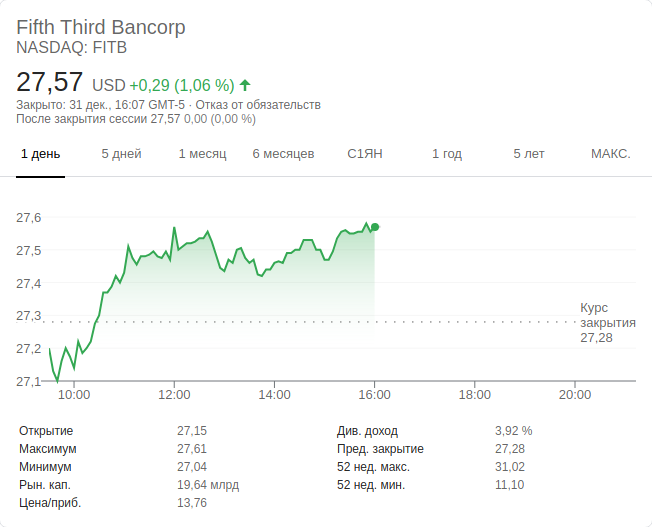 Fifth Third Bancorp
NASDAQ: FITB
27,57 USD +0,29 (1,06 %)
Закрыто: 31 дек., 16:07 GMT-5 · Отказ от обязательств
После закрытия сессии 27,57 0,00 (0,00 %)
1 день 5 дней 1 месяц 6 месяцев С1ЯН 1 год 5 лет МАКС.
27,6
27,5
27,4
27,3
27,2
27,1
Курс
закрытия
27,28
10:00 12:00 14:00 16:00 18:00 20:00
Открытие 27,15 Див. доход 3,92 %
Максимум 27,61 Пред. закрытие 27,28
Минимум 27,04 52 нед. макс. 31,02
Рын. кап. 19,64 млрд 52 нед. мин. 11,10
Цена/приб. 13,76